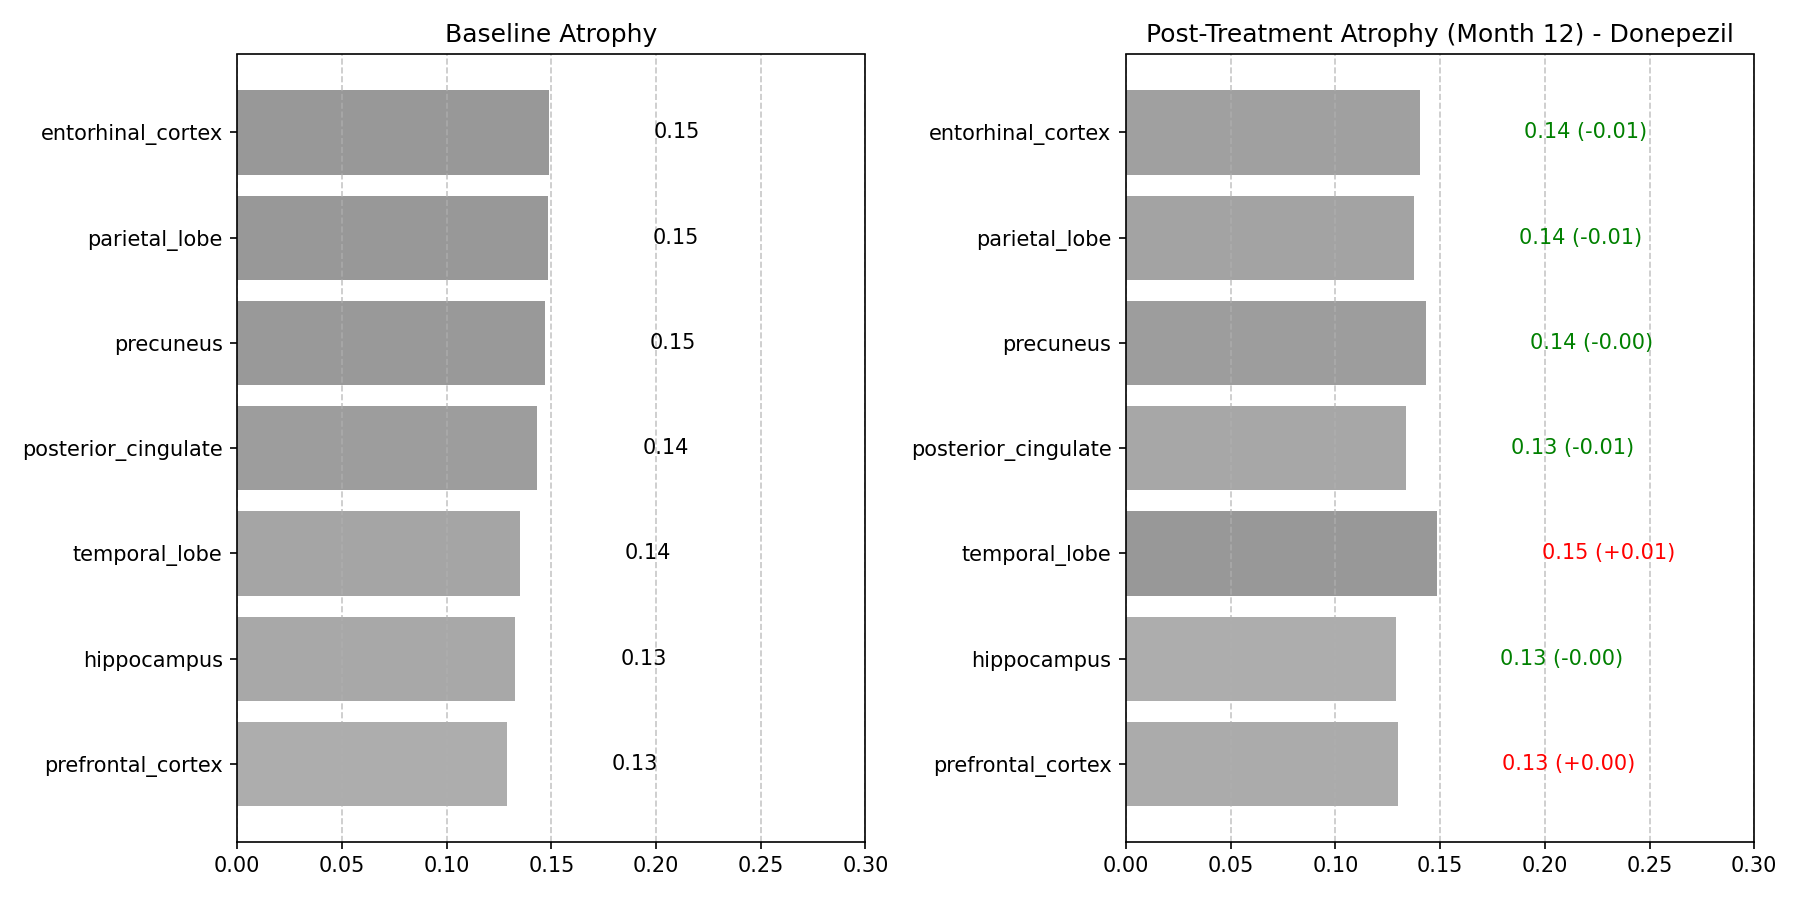 Baseline Atrophy
entorhinal_cortex 0.15
parietal_lobe 0.15
precuneus 0.15
posterior_cingulate 0.14
temporal_lobe 0.14
hippocampus 0.13
prefrontal_cortex 0.13
0.00 0.05 0.10 0.15 0.20 0.25 0.30
Post-Treatment Atrophy (Month 12) - Donepezil
entorhinal_cortex 0.14 (-0.01)
parietal_lobe 0.14 (-0.01)
precuneus 0.14 (-0.00)
posterior_cingulate 0.13 (-0.01)
temporal_lobe 0.15 (+0.01)
hippocampus 0.13 (-0.00)
prefrontal_cortex 0.13 (+0.00)
0.00 0.05 0.10 0.15 0.20 0.25 0.30